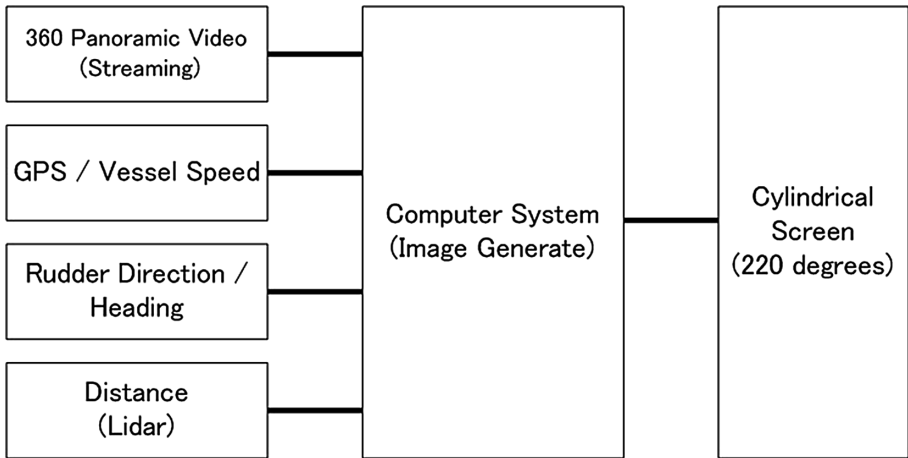 360 Panoramic Video
(Streaming)
GPS / Vessel Speed
Rudder Direction /
Heading
Distance
(Lidar)
Computer System
(Image Generate)
Cylindrical
Screen
(220 degrees)